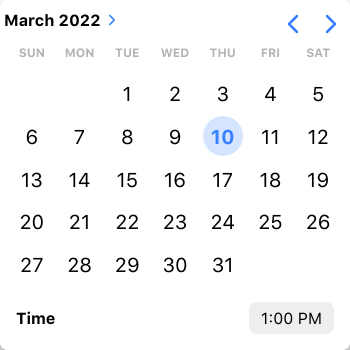 March 2022
SUN MON TUE WED THU FRI SAT
1 2 3 4 5
6 7 8 9 10 11 12
13 14 15 16 17 18 19
20 21 22 23 24 25 26
27 28 29 30 31
Time 1:00 PM